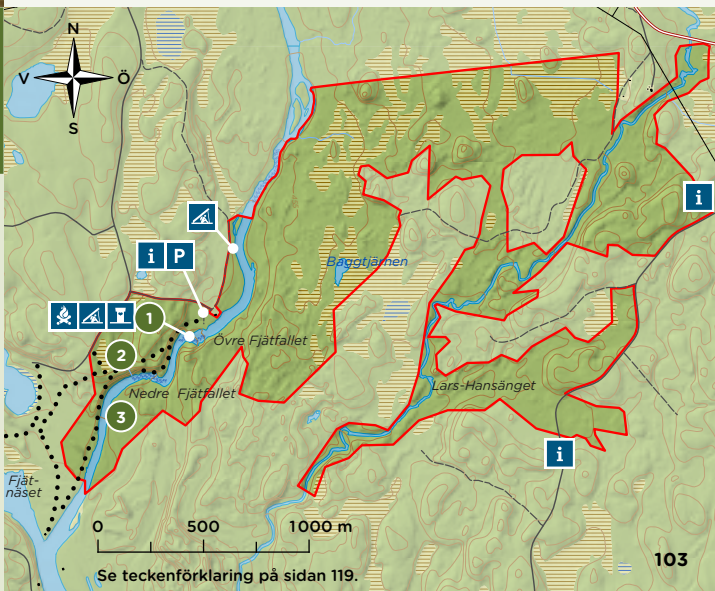 N
V
Ö
S
i
i P
Baggtjärnen
1
Övre Fjätfallet
2
Lars-Hansänget
Nedre Fjätfallet
3
i
Fjät-
näset
0 500 1000 m
103
Se teckenförklaring på sidan 119.